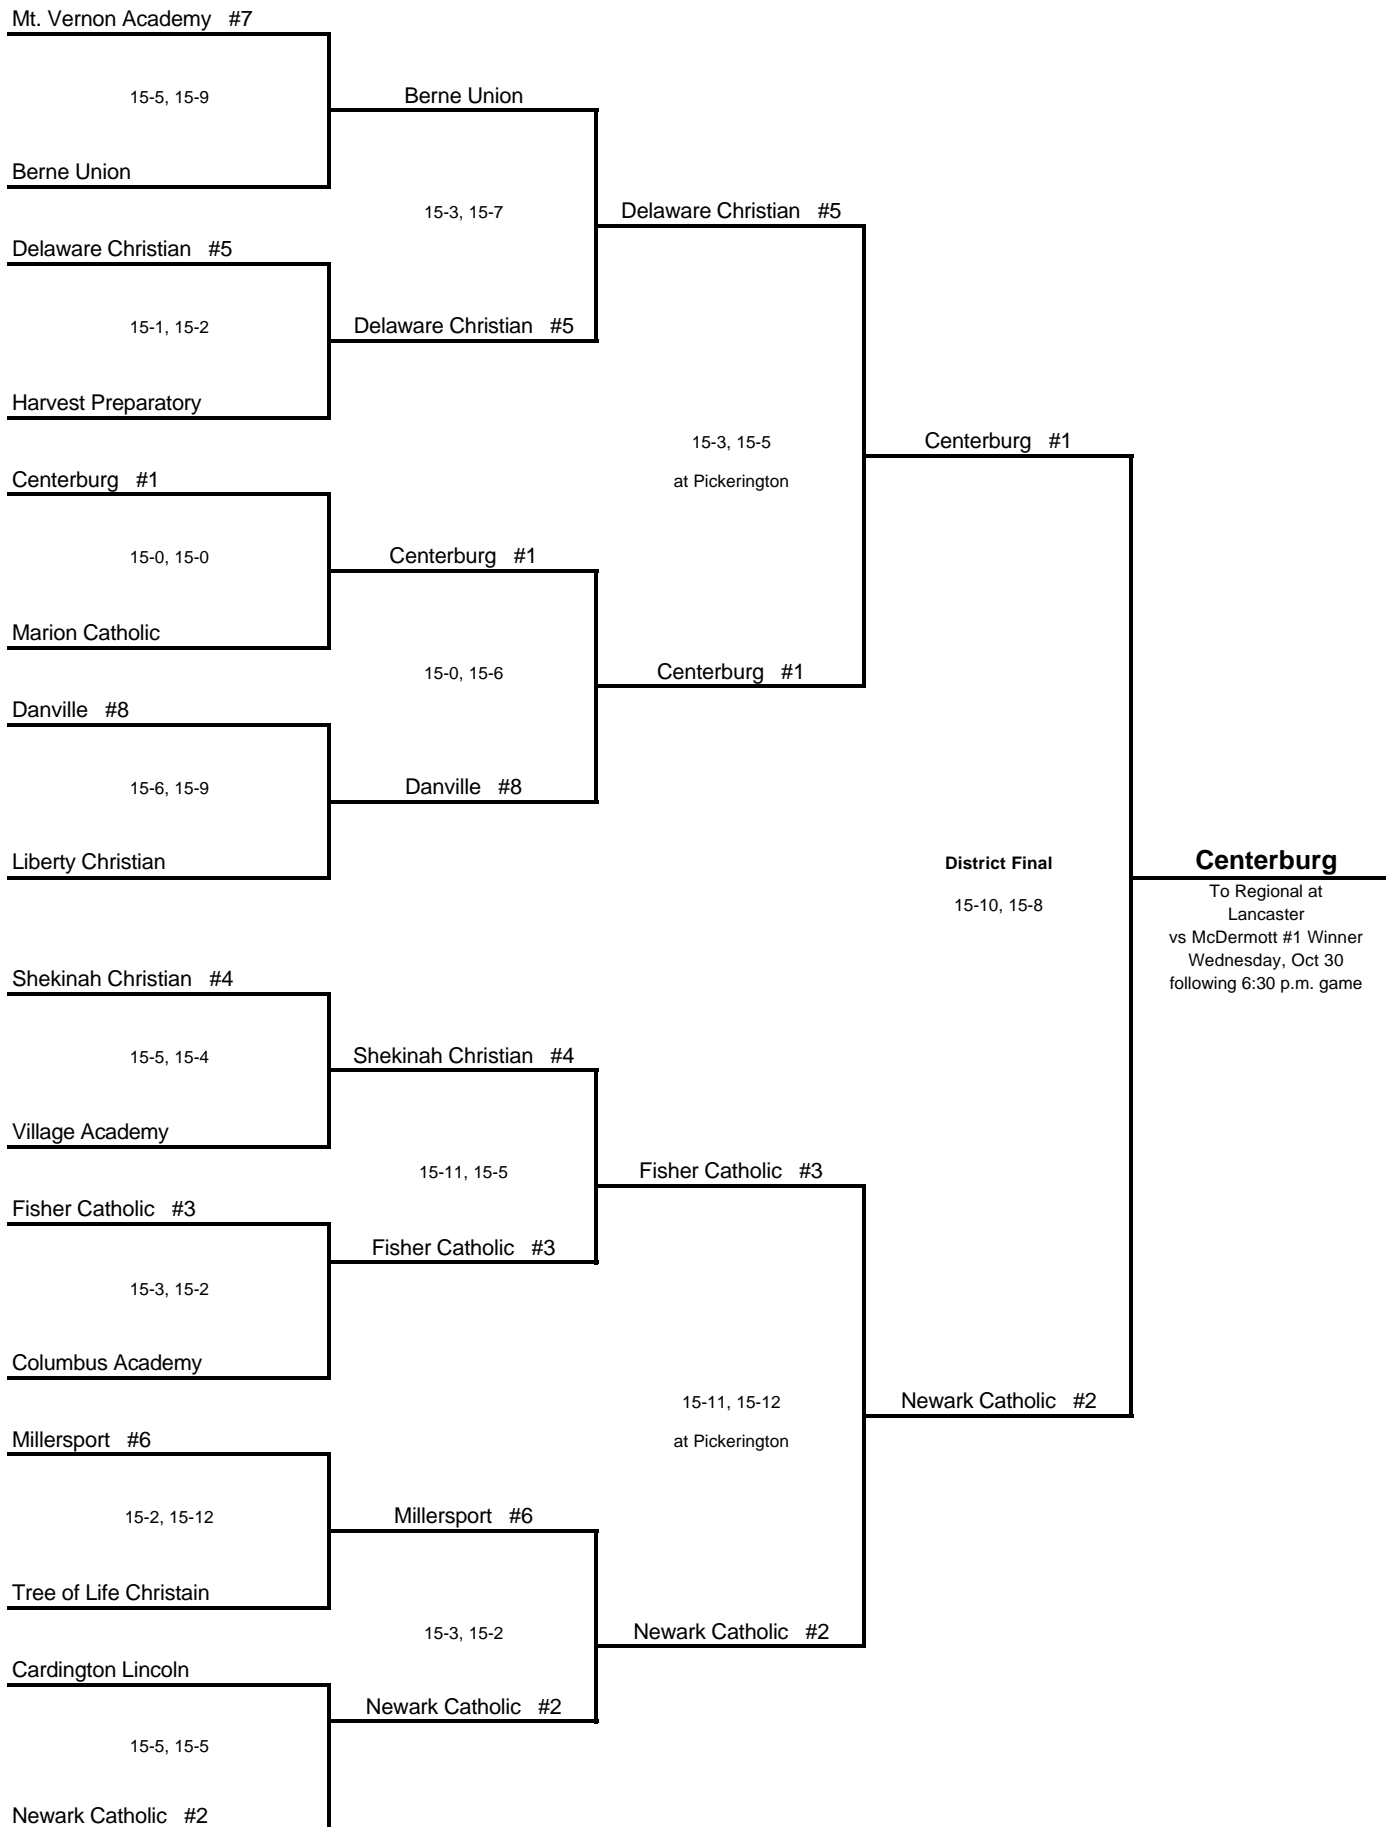 Mt. Vernon Academy #7
15-5, 15-9
Berne Union
Berne Union
15-3, 15-7
Delaware Christian #5
Delaware Christian #5
15-1, 15-2
Delaware Christian #5
Harvest Preparatory
15-3, 15-5
Centerburg #1
at Pickerington
Centerburg #1
15-0, 15-0
Centerburg #1
Marion Catholic
15-0, 15-6
Centerburg #1
Danville #8
15-6, 15-9
Danville #8
Liberty Christian
District Final
Centerburg
15-10, 15-8
To Regional at
Lancaster
vs McDermott #1 Winner
Wednesday, Oct 30
following 6:30 p.m. game
Shekinah Christian #4
15-5, 15-4
Shekinah Christian #4
Village Academy
15-11, 15-5
Fisher Catholic #3
Fisher Catholic #3
Fisher Catholic #3
15-3, 15-2
Columbus Academy
15-11, 15-12
Newark Catholic #2
at Pickerington
Millersport #6
15-2, 15-12
Millersport #6
Tree of Life Christain
15-3, 15-2
Newark Catholic #2
Cardington Lincoln
Newark Catholic #2
15-5, 15-5
Newark Catholic #2